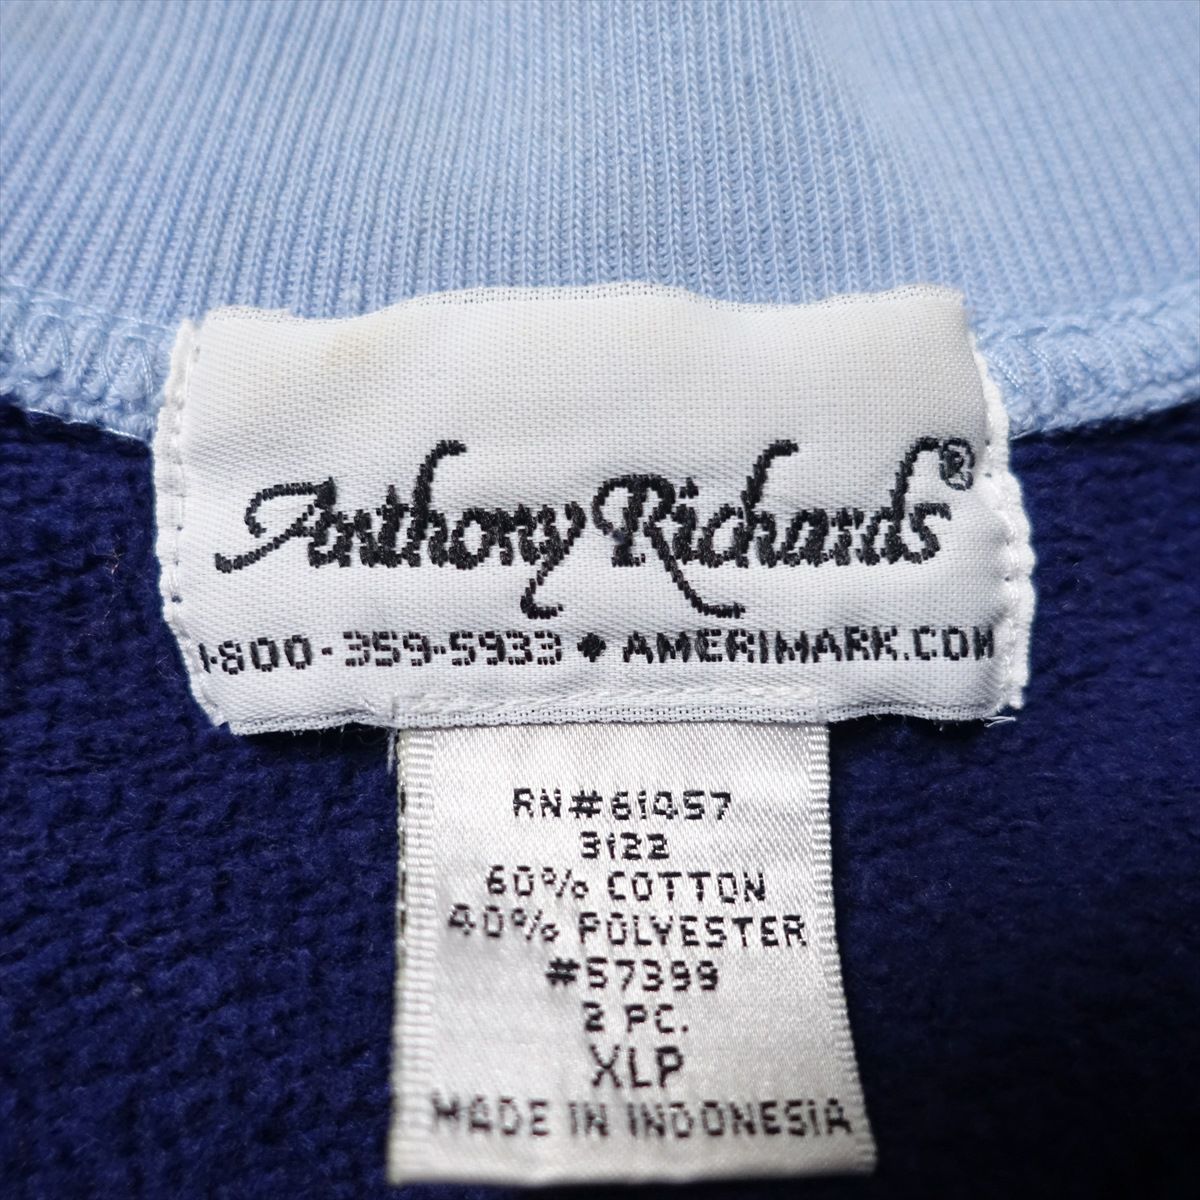 Anthony Richards®
1-800-359-5933 ◆ AMERIMARK.COM
RN#61457
3122
60% COTTON
40% POLYESTER
#57399
2 PC.
XLP
MADE IN INDONESIA